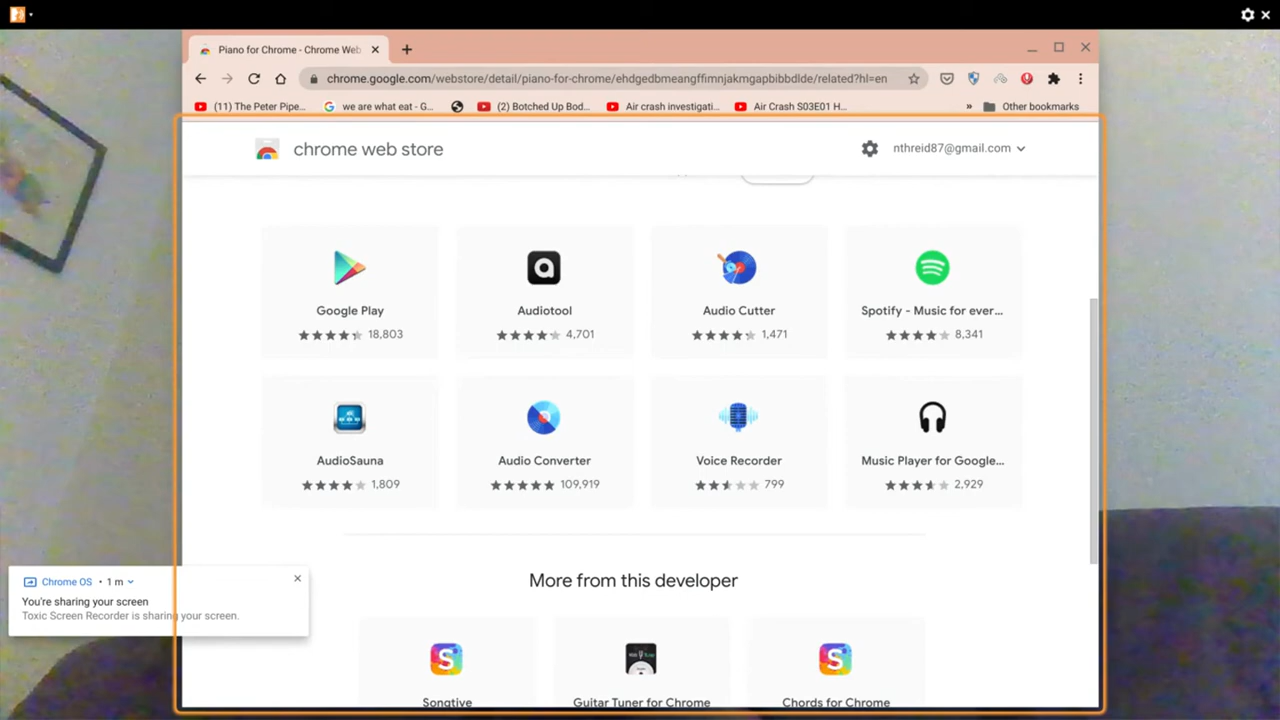 Piano for Chrome - Chrome Web
chrome.google.com/webstore/detail/piano-for-chrome/ehdgedbmeangffimnjakmgapbibbdlde/related?hl=en
(11) The Peter Pipe...
we are what eat - G...
(2) Botched Up Bod...
Air crash investigati...
Air Crash S03E01 H...
»
Other bookmarks
chrome web store
nthreid87@gmail.com
Google Play
18,803
Audiotool
4,701
Audio Cutter
1,471
Spotify - Music for ever...
8,341
AudioSauna
1,809
Audio Converter
109,919
Voice Recorder
799
Music Player for Google...
2,929
Chrome OS • 1 m
You're sharing your screen
Toxic Screen Recorder is sharing your screen.
More from this developer
Songtive
Guitar Tuner for Chrome
Chords for Chrome